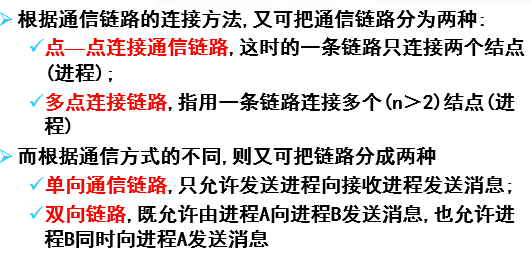 根据通信链路的连接方法,又可把通信链路分为两种:
点—点连接通信链路,这时的一条链路只连接两个结点
(进程);
多点连接链路,指用一条链路连接多个(n>2)结点(进
程)
而根据通信方式的不同,则又可把链路分成两种
单向通信链路,只允许发送进程向接收进程发送消息;
双向链路,既允许由进程A向进程B发送消息,也允许进
程B同时向进程A发送消息